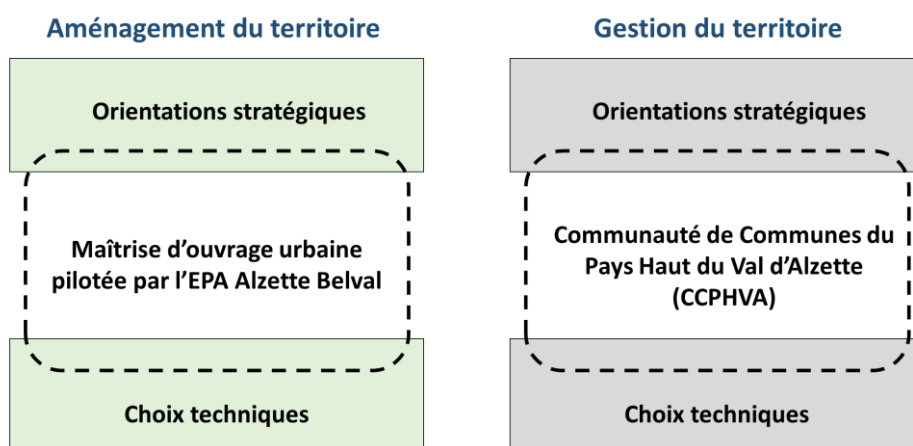 Aménagement du territoire
Orientations stratégiques
Maîtrise d'ouvrage urbaine
pilotée par l'EPA Alzette Belval
Choix techniques
Gestion du territoire
Orientations stratégiques
Communauté de Communes du
Pays Haut du Val d'Alzette
(CCPHVA)
Choix techniques